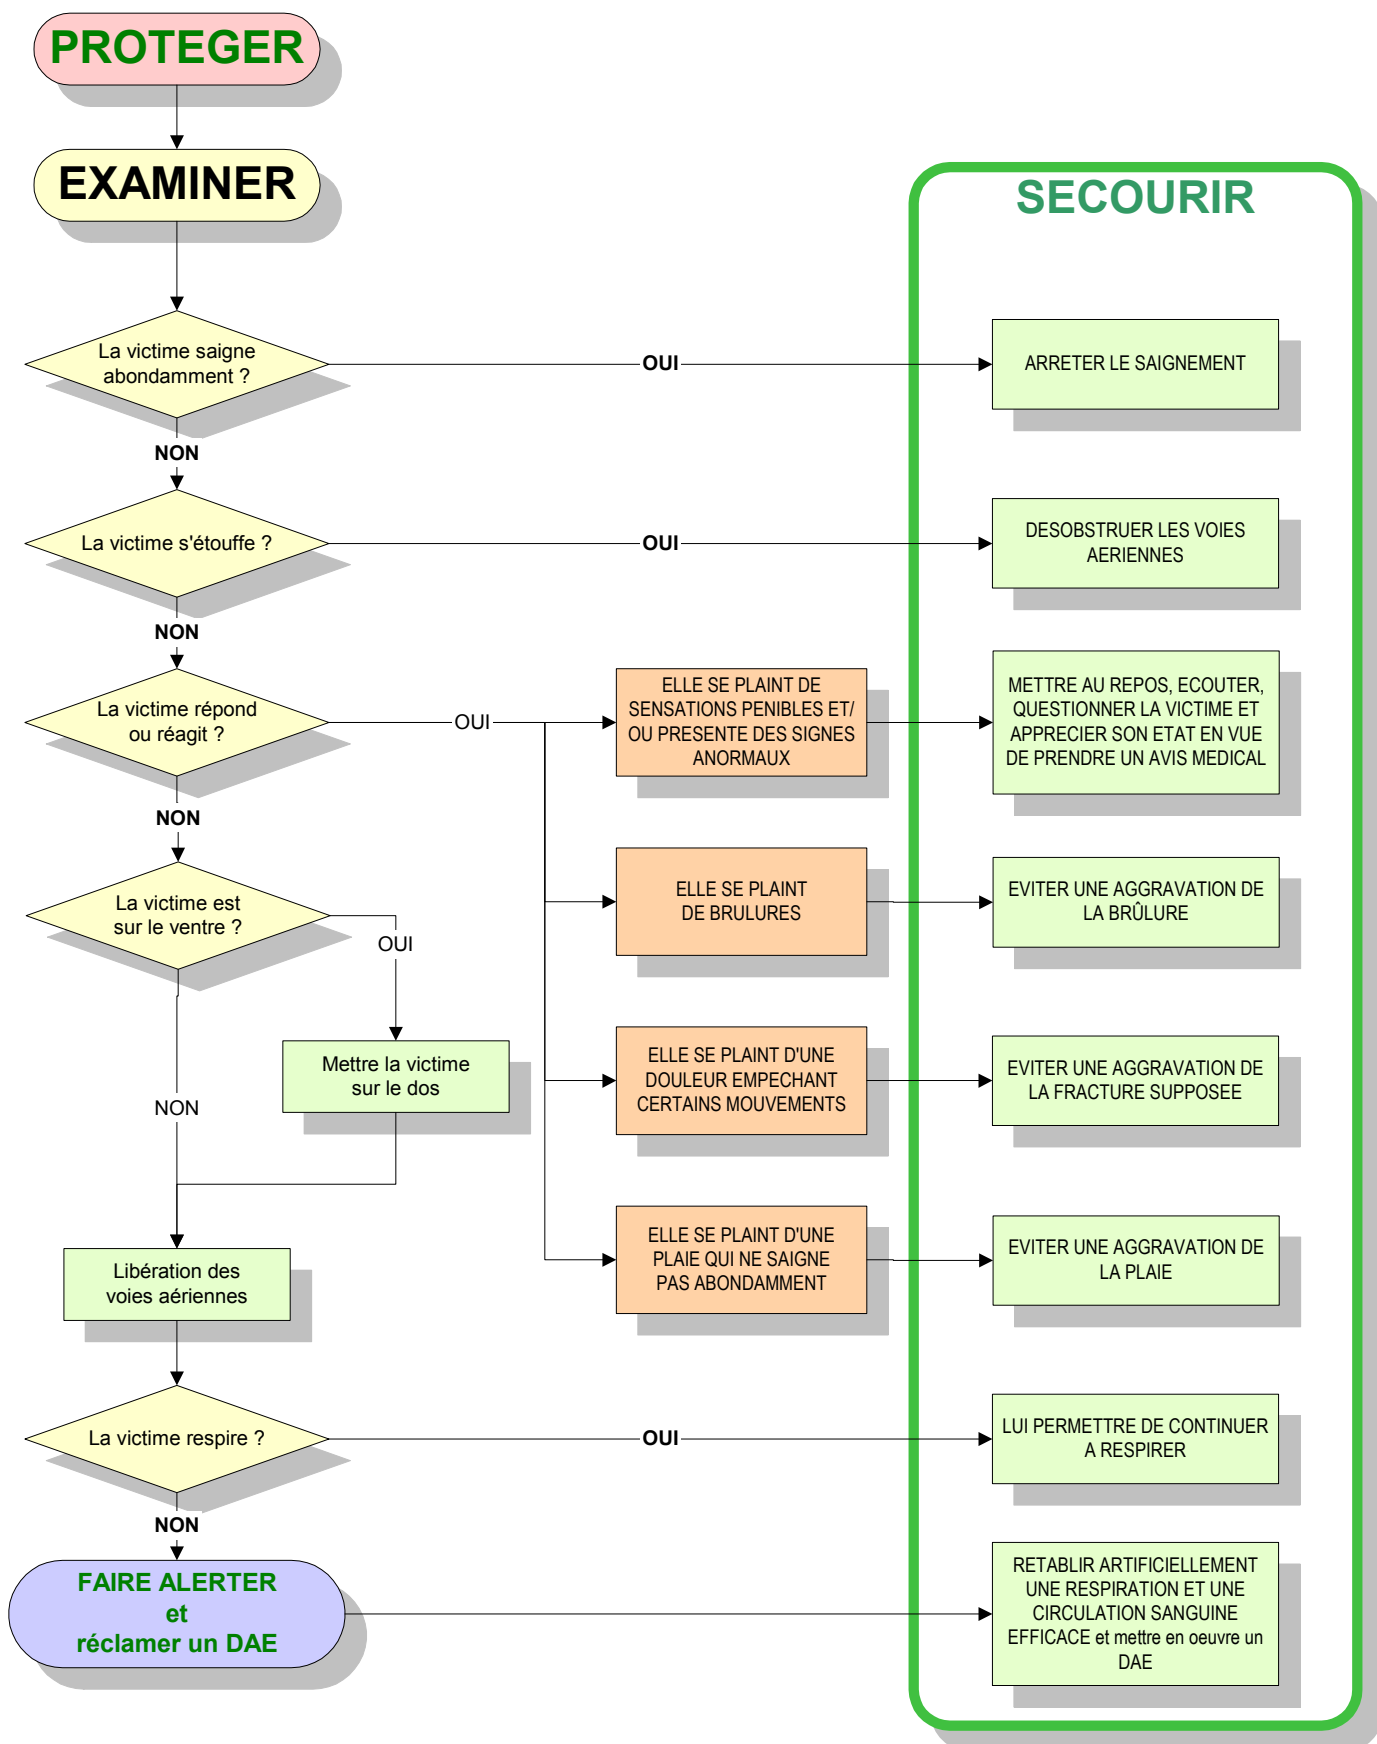 PROTEGER
EXAMINER
SECOURIR
La victime saigne
abondamment ?
OUI
ARRETER LE SAIGNEMENT
NON
La victime s'étouffe ?
OUI
DESOBSTRUER LES VOIES
AERIENNES
NON
La victime répond
ou réagit ?
OUI
ELLE SE PLAINT DE
SENSATIONS PENIBLES ET/
OU PRESENTE DES SIGNES
ANORMAUX
METTRE AU REPOS, ECOUTER,
QUESTIONNER LA VICTIME ET
APPRECIER SON ETAT EN VUE
DE PRENDRE UN AVIS MEDICAL
NON
La victime est
sur le ventre ?
OUI
ELLE SE PLAINT
DE BRULURES
EVITER UNE AGGRAVATION DE
LA BRÛLURE
Mettre la victime
sur le dos
NON
ELLE SE PLAINT D'UNE
DOULEUR EMPECHANT
CERTAINS MOUVEMENTS
EVITER UNE AGGRAVATION DE
LA FRACTURE SUPPOSEE
Libération des
voies aériennes
ELLE SE PLAINT D'UNE
PLAIE QUI NE SAIGNE
PAS ABONDAMMENT
EVITER UNE AGGRAVATION DE
LA PLAIE
La victime respire ?
OUI
LUI PERMETTRE DE CONTINUER
A RESPIRER
NON
FAIRE ALERTER
et
réclamer un DAE
RETABLIR ARTIFICIELLEMENT
UNE RESPIRATION ET UNE
CIRCULATION SANGUINE
EFFICACE et mettre en oeuvre un
DAE